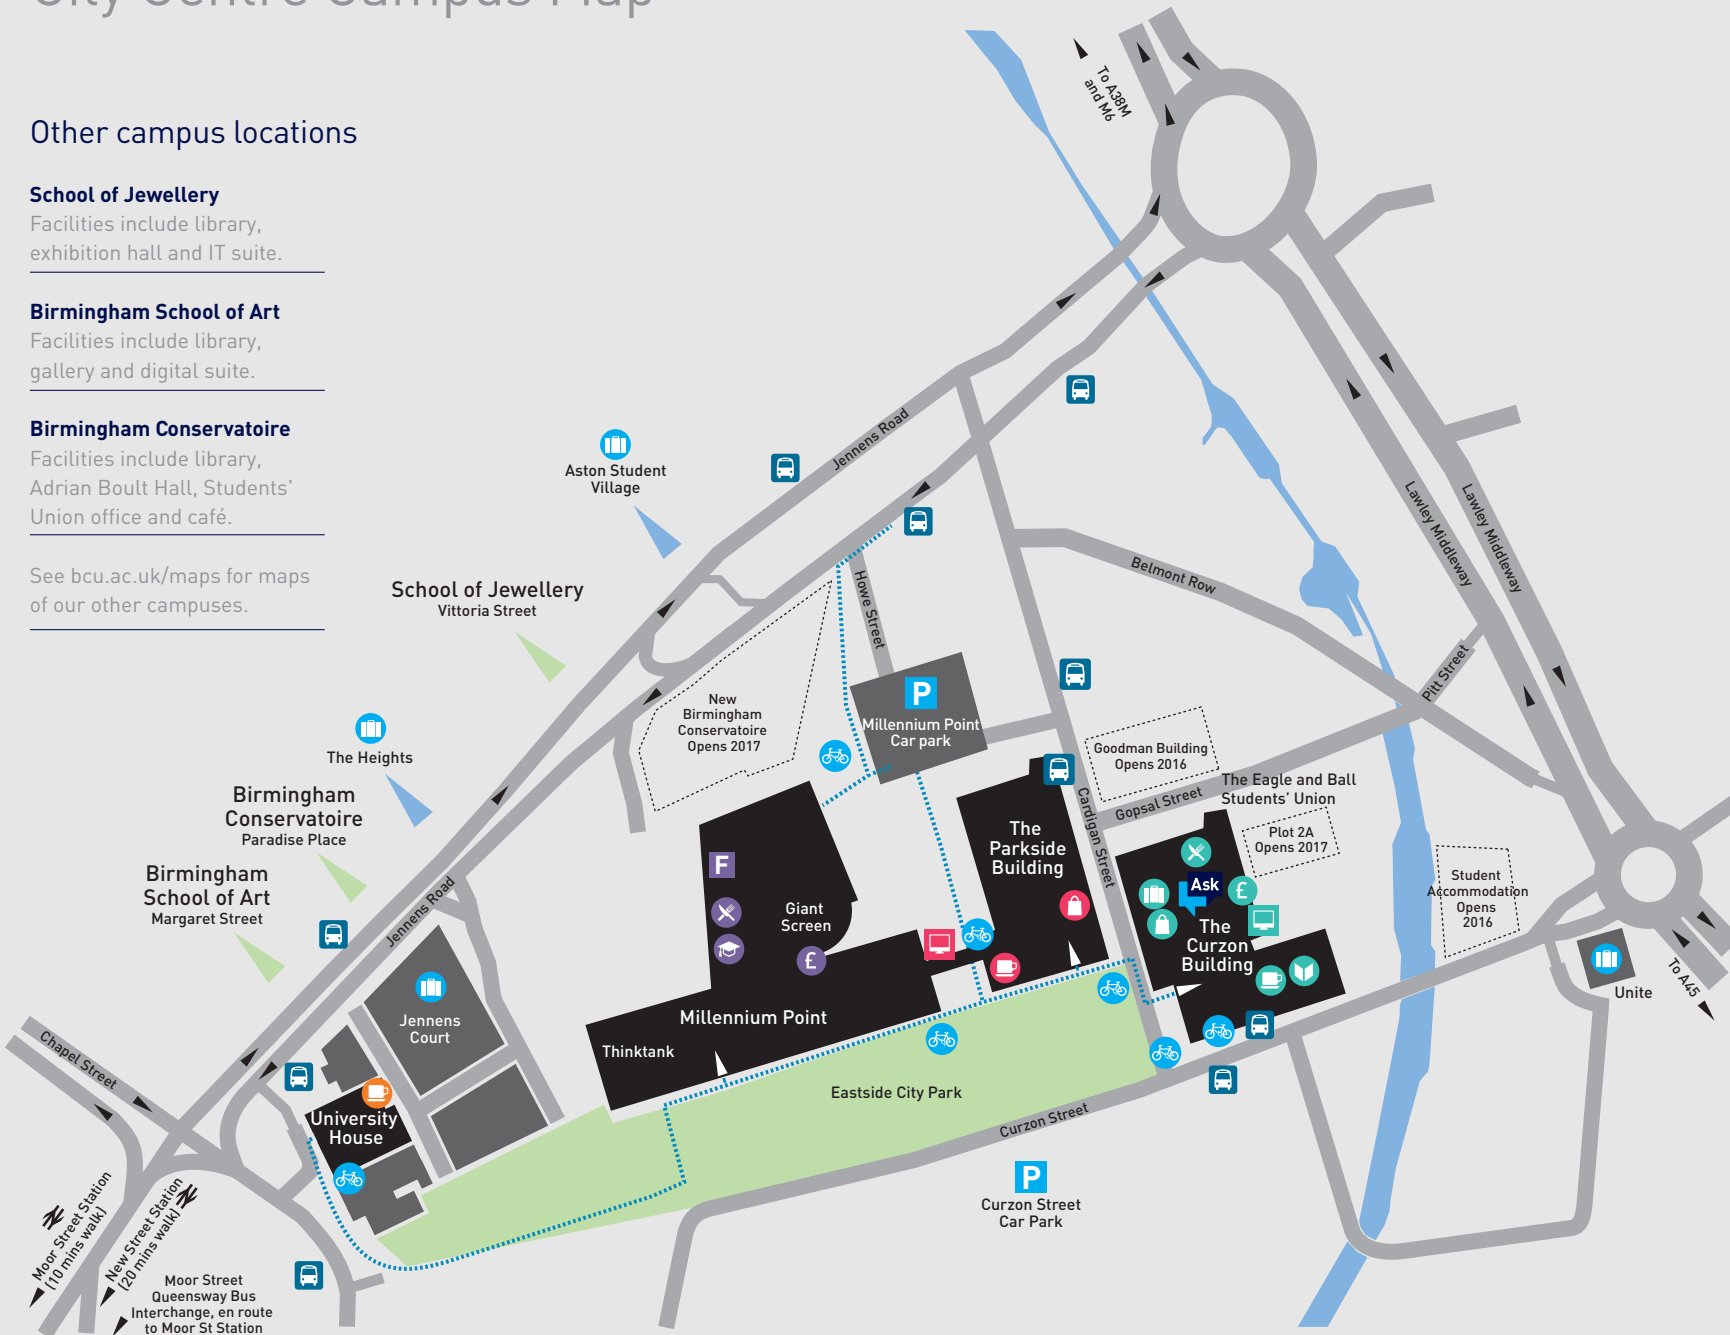 City Centre Campus Map
Other campus locations
School of Jewellery
Facilities include library,
exhibition hall and IT suite.
Birmingham School of Art
Facilities include library,
gallery and digital suite.
Birmingham Conservatoire
Facilities include library,
Adrian Boult Hall, Students'
Union office and café.
See bcu.ac.uk/maps for maps
of our other campuses.
To A38M
and M6
Jennens Road
Aston Student
Village
School of Jewellery
Vittoria Street
Lawley Middleway
Lawley Middleway
Belmont Row
Howe Street
Pitt Street
New
Birmingham
Conservatoire
Opens 2017
P
Millennium Point
Car park
The Heights
Goodman Building
Opens 2016
The Eagle and Ball
Students' Union
Gopsal Street
Cardigan Street
Plot 2A
Opens 2017
Birmingham
Conservatoire
Paradise Place
Birmingham
School of Art
Margaret Street
The
Parkside
Building
F
Giant
Screen
£
Ask
£
The
Curzon
Building
Student
Accommodation
Opens
2016
Jennens Road
Unite
To A45
Jennens
Court
Millennium Point
Thinktank
Chapel Street
University
House
Eastside City Park
Curzon Street
P
Curzon Street
Car Park
Moor Street Station
(10 mins walk)
New Street Station
(20 mins walk)
Moor Street
Queensway Bus
Interchange, en route
to Moor St Station